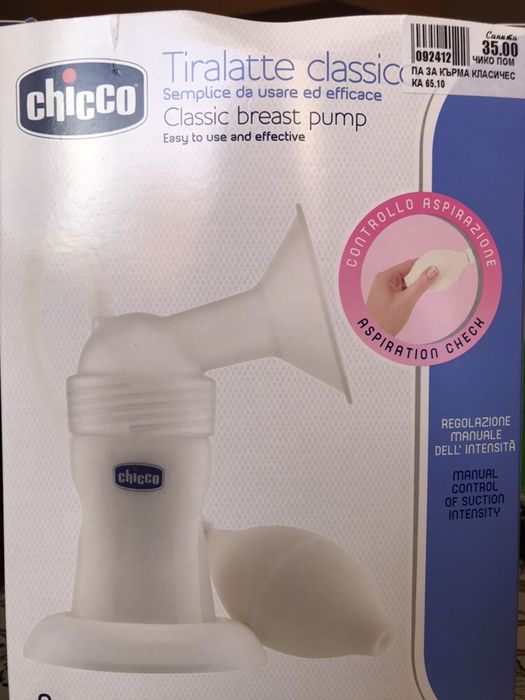 chicco
Tiralatte classico
Semplice da usare ed efficace
Classic breast pump
Easy to use and effective
092412
Санита
35.00
ЧИКО ПОМ
ПА ЗА КЪРМА КЛАСИЧЕС
КА 65.10
CONTROLLO ASPIRAZIONE
ASPIRATION CHECK
REGOLAZIONE
MANUALE
DELL' INTENSITÀ
MANUAL
CONTROL
OF SUCTION
INTENSITY
chicco